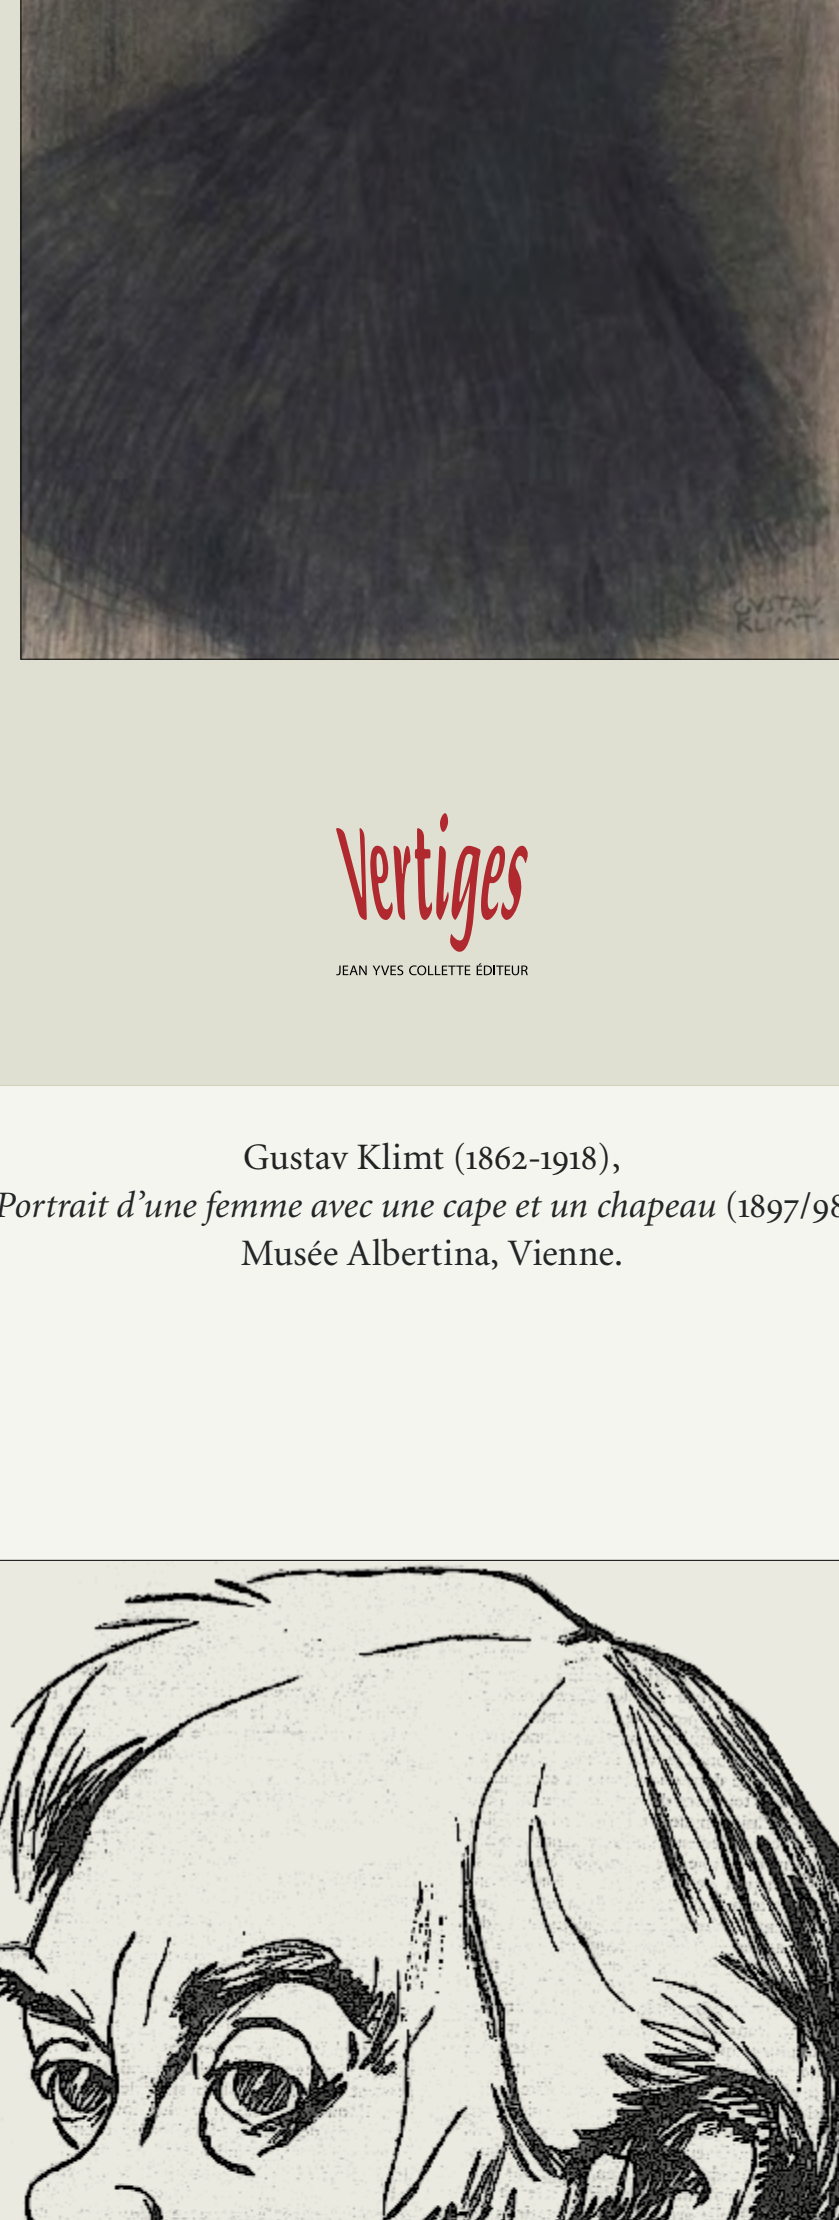 GVSTAV
KLIMT
Vertiges
JEAN YVES COLLETTE ÉDITEUR
Gustav Klimt (1862-1918),
Portrait d’une femme avec une cape et un chapeau (1897/98
Musée Albertina, Vienne.